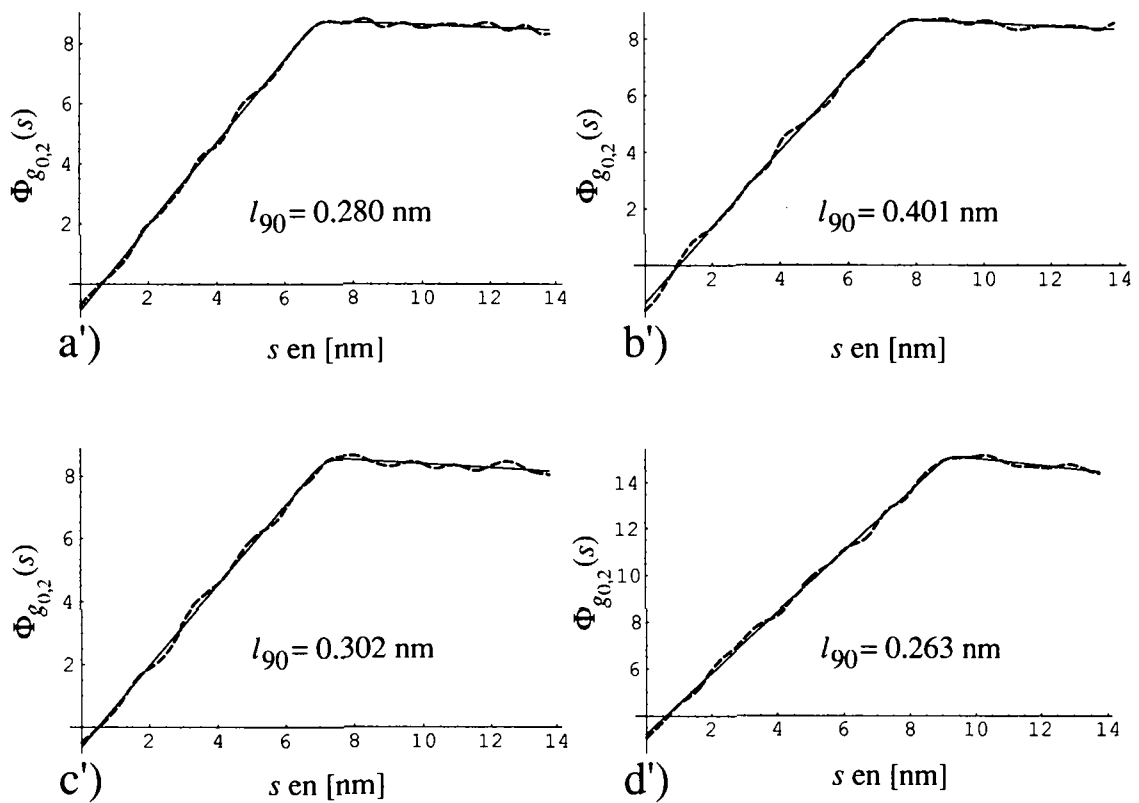 8
6
4
2
Φg0,2(s)
l90 = 0.280 nm
2 4 6 8 10 12 14
a') s en [nm]
8
6
4
2
Φg0,2(s)
l90 = 0.401 nm
2 4 6 8 10 12 14
b') s en [nm]
8
6
4
2
Φg0,2(s)
l90 = 0.302 nm
2 4 6 8 10 12 14
c') s en [nm]
14
12
10
8
6
Φg0,2(s)
l90 = 0.263 nm
2 4 6 8 10 12 14
d') s en [nm]